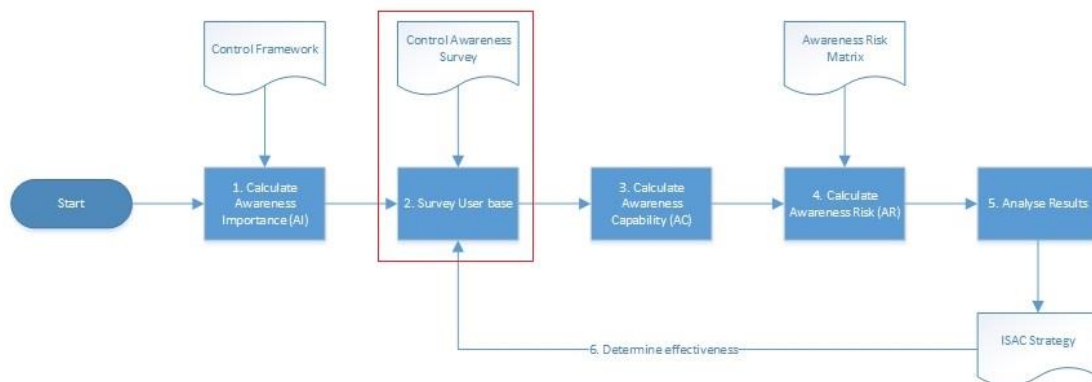 Control Framework
Control Awareness
Survey
Awareness Risk
Matrix
Start
1. Calculate
Awareness
Importance (AI)
2. Survey User base
3. Calculate
Awareness
Capability (AC)
4. Calculate
Awareness Risk (AR)
5. Analyse Results
6. Determine effectiveness
ISAC Strategy